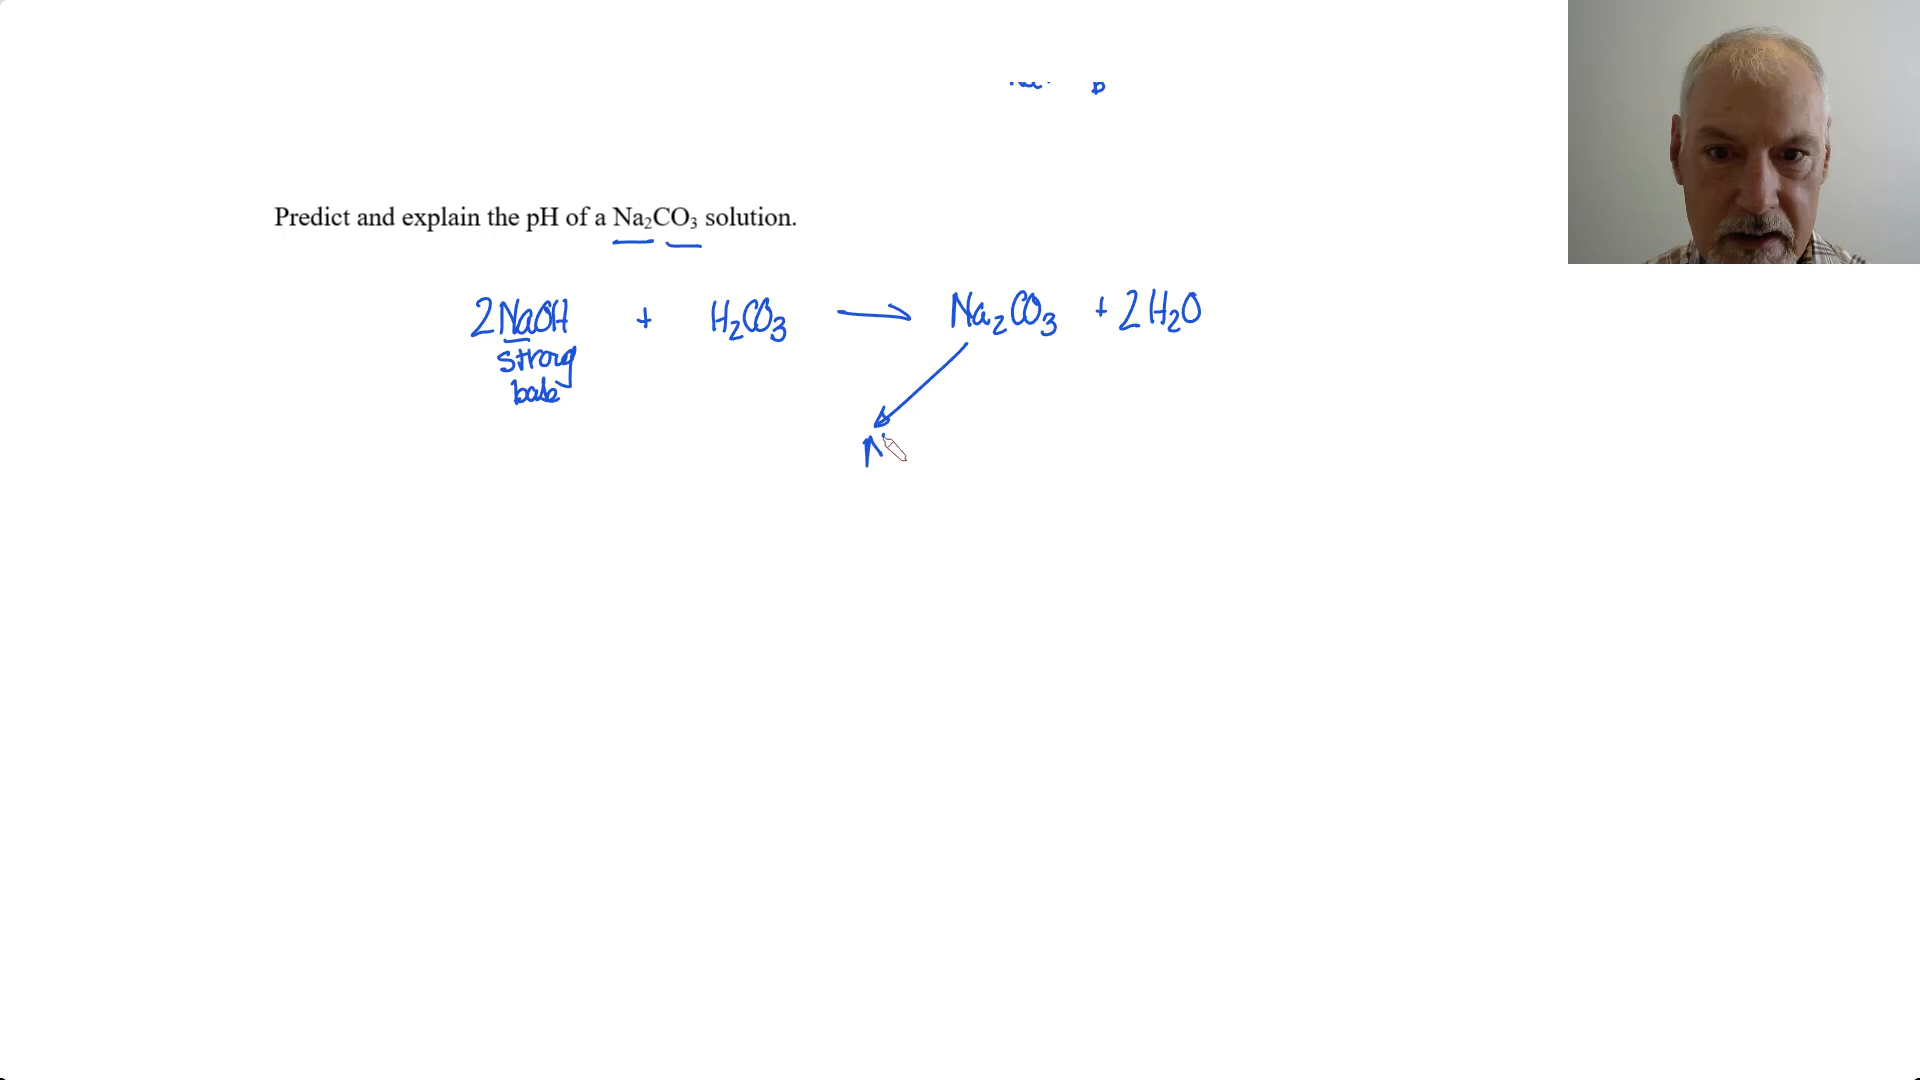 Predict and explain the pH of a Na₂CO₃ solution.
2NaOH + H₂CO₃ → Na₂CO₃ + 2H₂O
strong
base